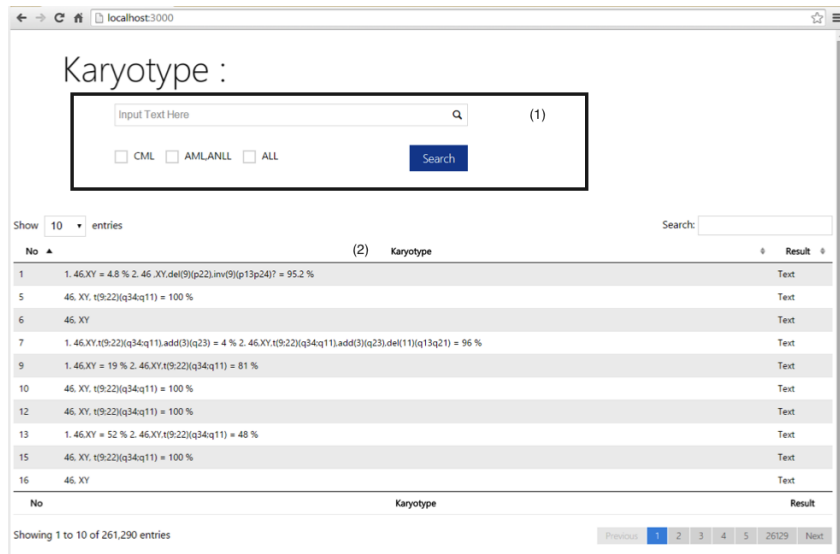 localhost:3000
Karyotype :
Input Text Here
(1)
CML AML,ANLL ALL Search
Show 10 entries Search:
No (2) Karyotype Result
1 1. 46,XY = 4.8 % 2. 46 ,XY,del(9)(p22),inv(9)(p13p24)? = 95.2 % Text
5 46, XY, t(9;22)(q34;q11) = 100 % Text
6 46, XY Text
7 1. 46,XY,t(9;22)(q34;q11),add(3)(q23) = 4 % 2. 46,XY,t(9;22)(q34;q11),add(3)(q23),del(11)(q13q21) = 96 % Text
9 1. 46,XY = 19 % 2. 46,XY,t(9;22)(q34;q11) = 81 % Text
10 46, XY, t(9;22)(q34;q11) = 100 % Text
12 46, XY, t(9;22)(q34;q11) = 100 % Text
13 1. 46,XY = 52 % 2. 46,XY,t(9;22)(q34;q11) = 48 % Text
15 46, XY, t(9;22)(q34;q11) = 100 % Text
16 46, XY Text
No Karyotype Result
Showing 1 to 10 of 261,290 entries Previous 1 2 3 4 5 26129 Next